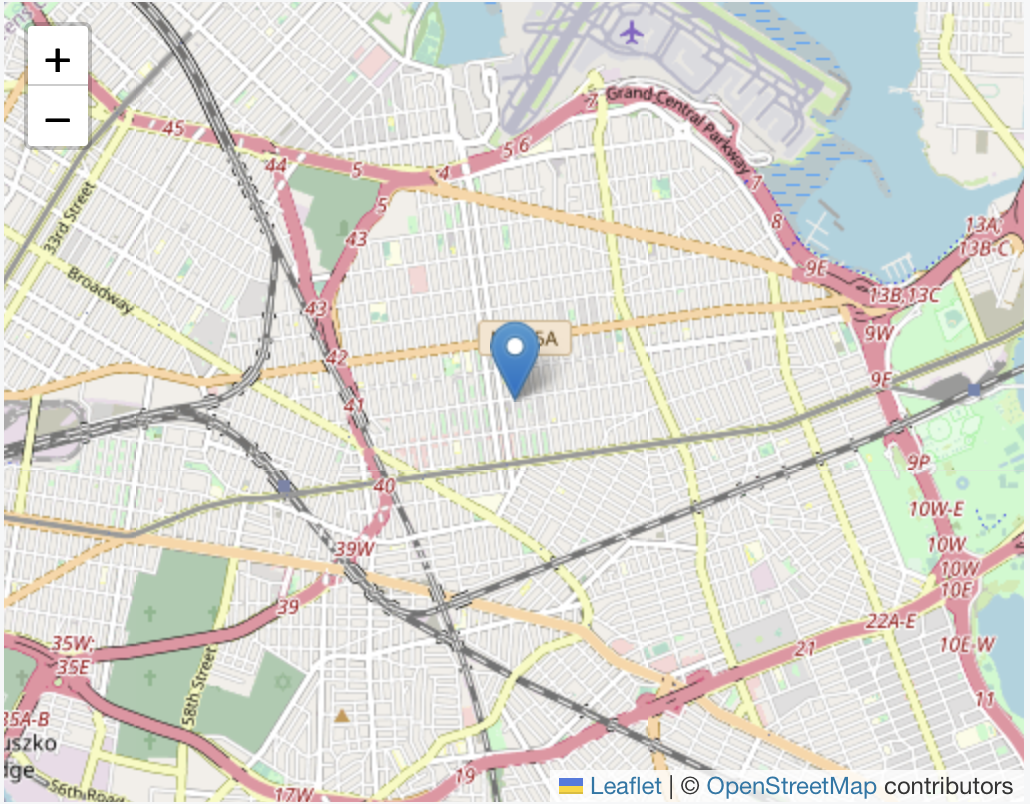 +
−
45
44
5
4
5 6
7
Grand Central Parkway
7
33rd Street
5
43
8
13A;
13B-C
Broadway
9E
13B,13C
43
5A
9W
42
9E
41
40
9P
10W-E
39W
10W
10W
10E
39
22A-E
35W;
35E
21
10E-W
58th Street
11
35A-B
uszko
dge
19
56th Road
17W
Leaflet | © OpenStreetMap contributors